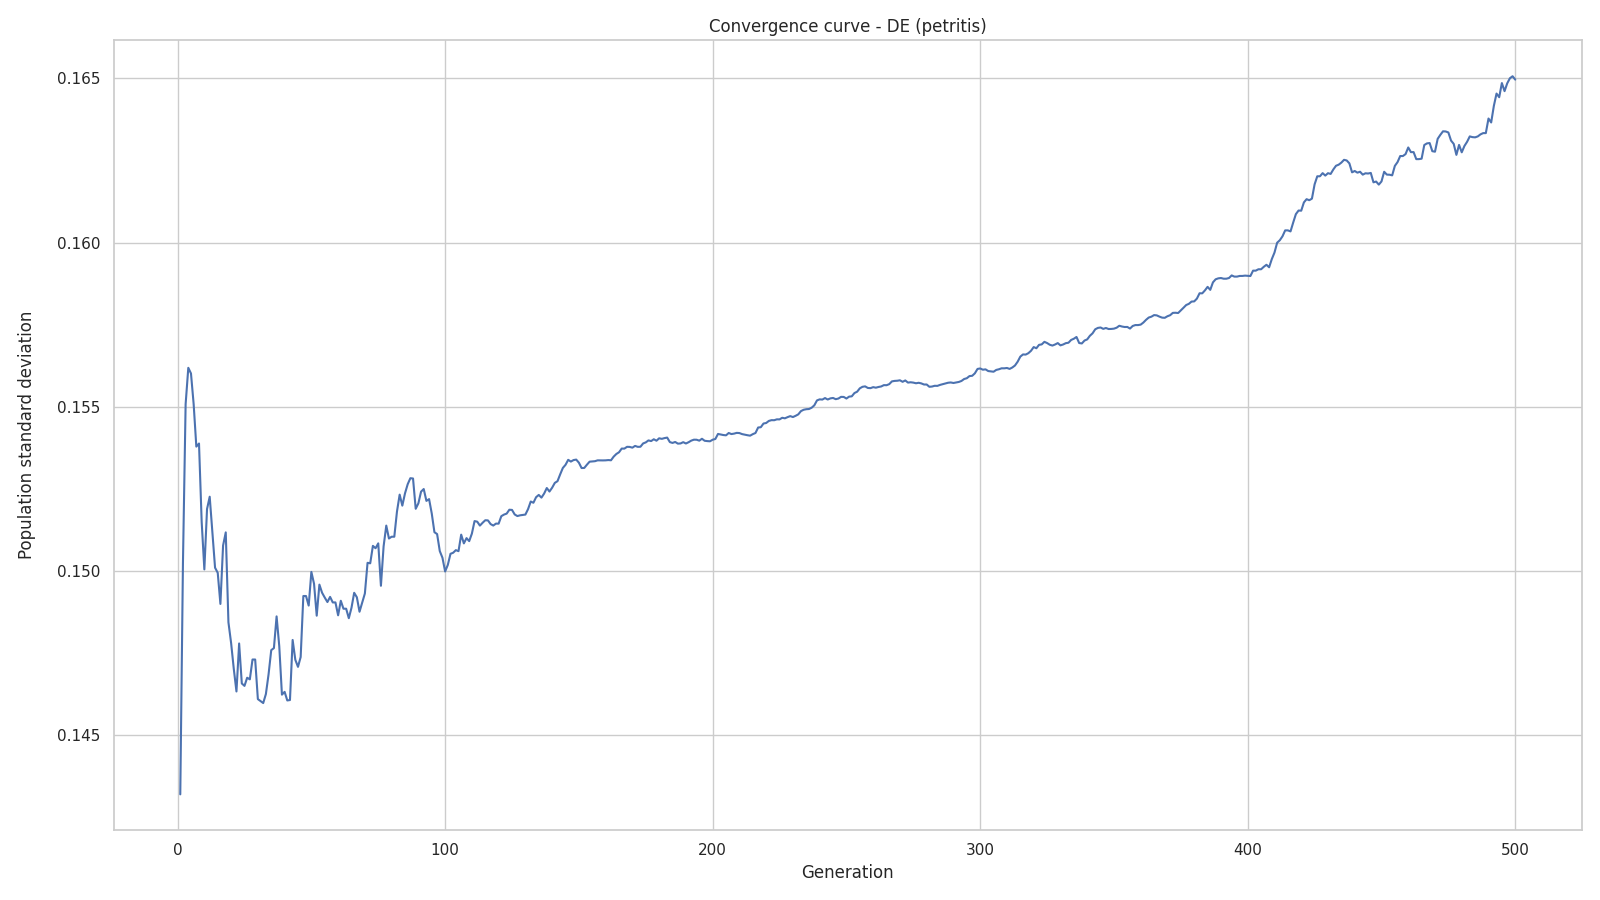 Convergence curve - DE (petritis)
Population standard deviation
0.165
0.160
0.155
0.150
0.145
0 100 200 300 400 500
Generation